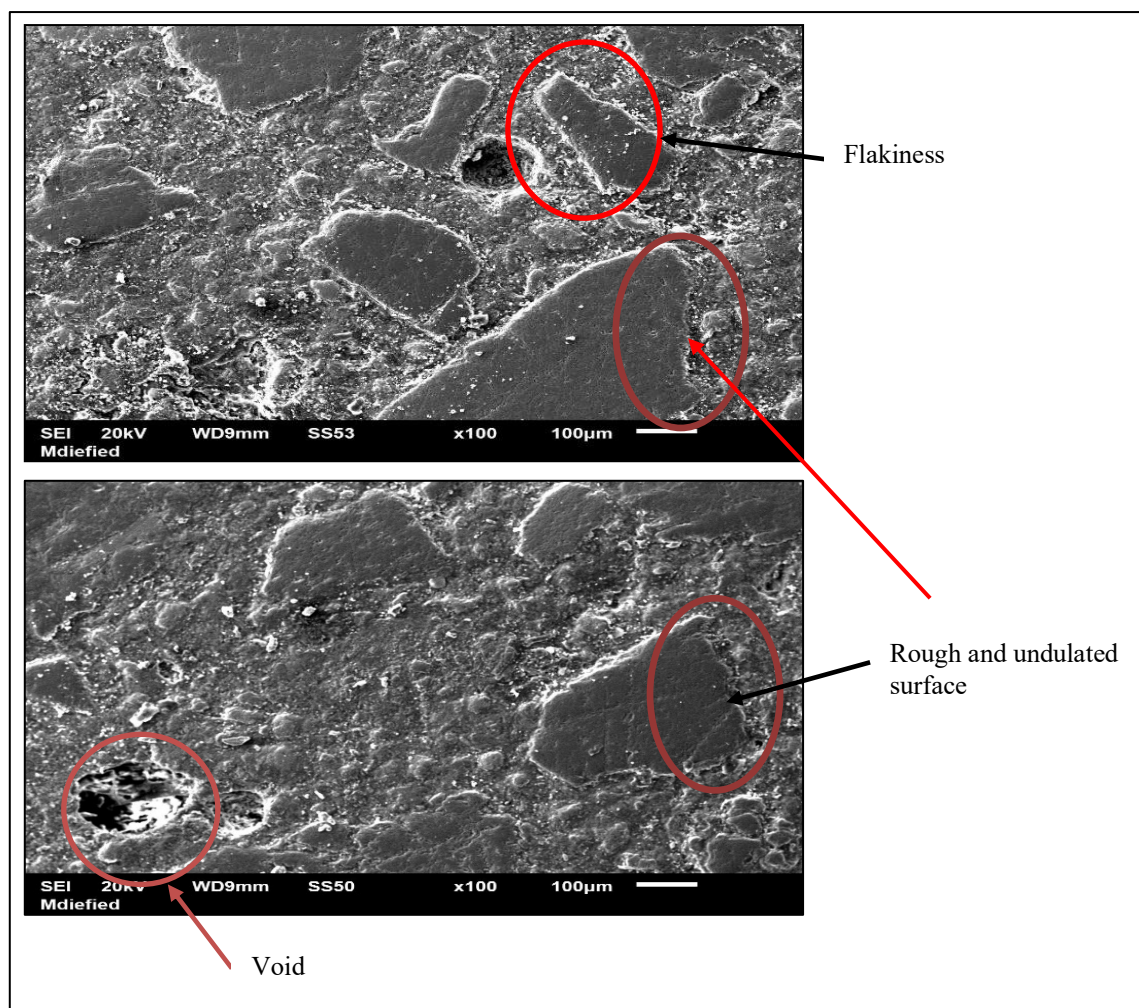 Flakiness
SEI 20kV WD9mm SS53 x100 100µm
Mdiefied
Rough and undulated
surface
SEI 20kV WD9mm SS50 x100 100µm
Mdiefied
Void